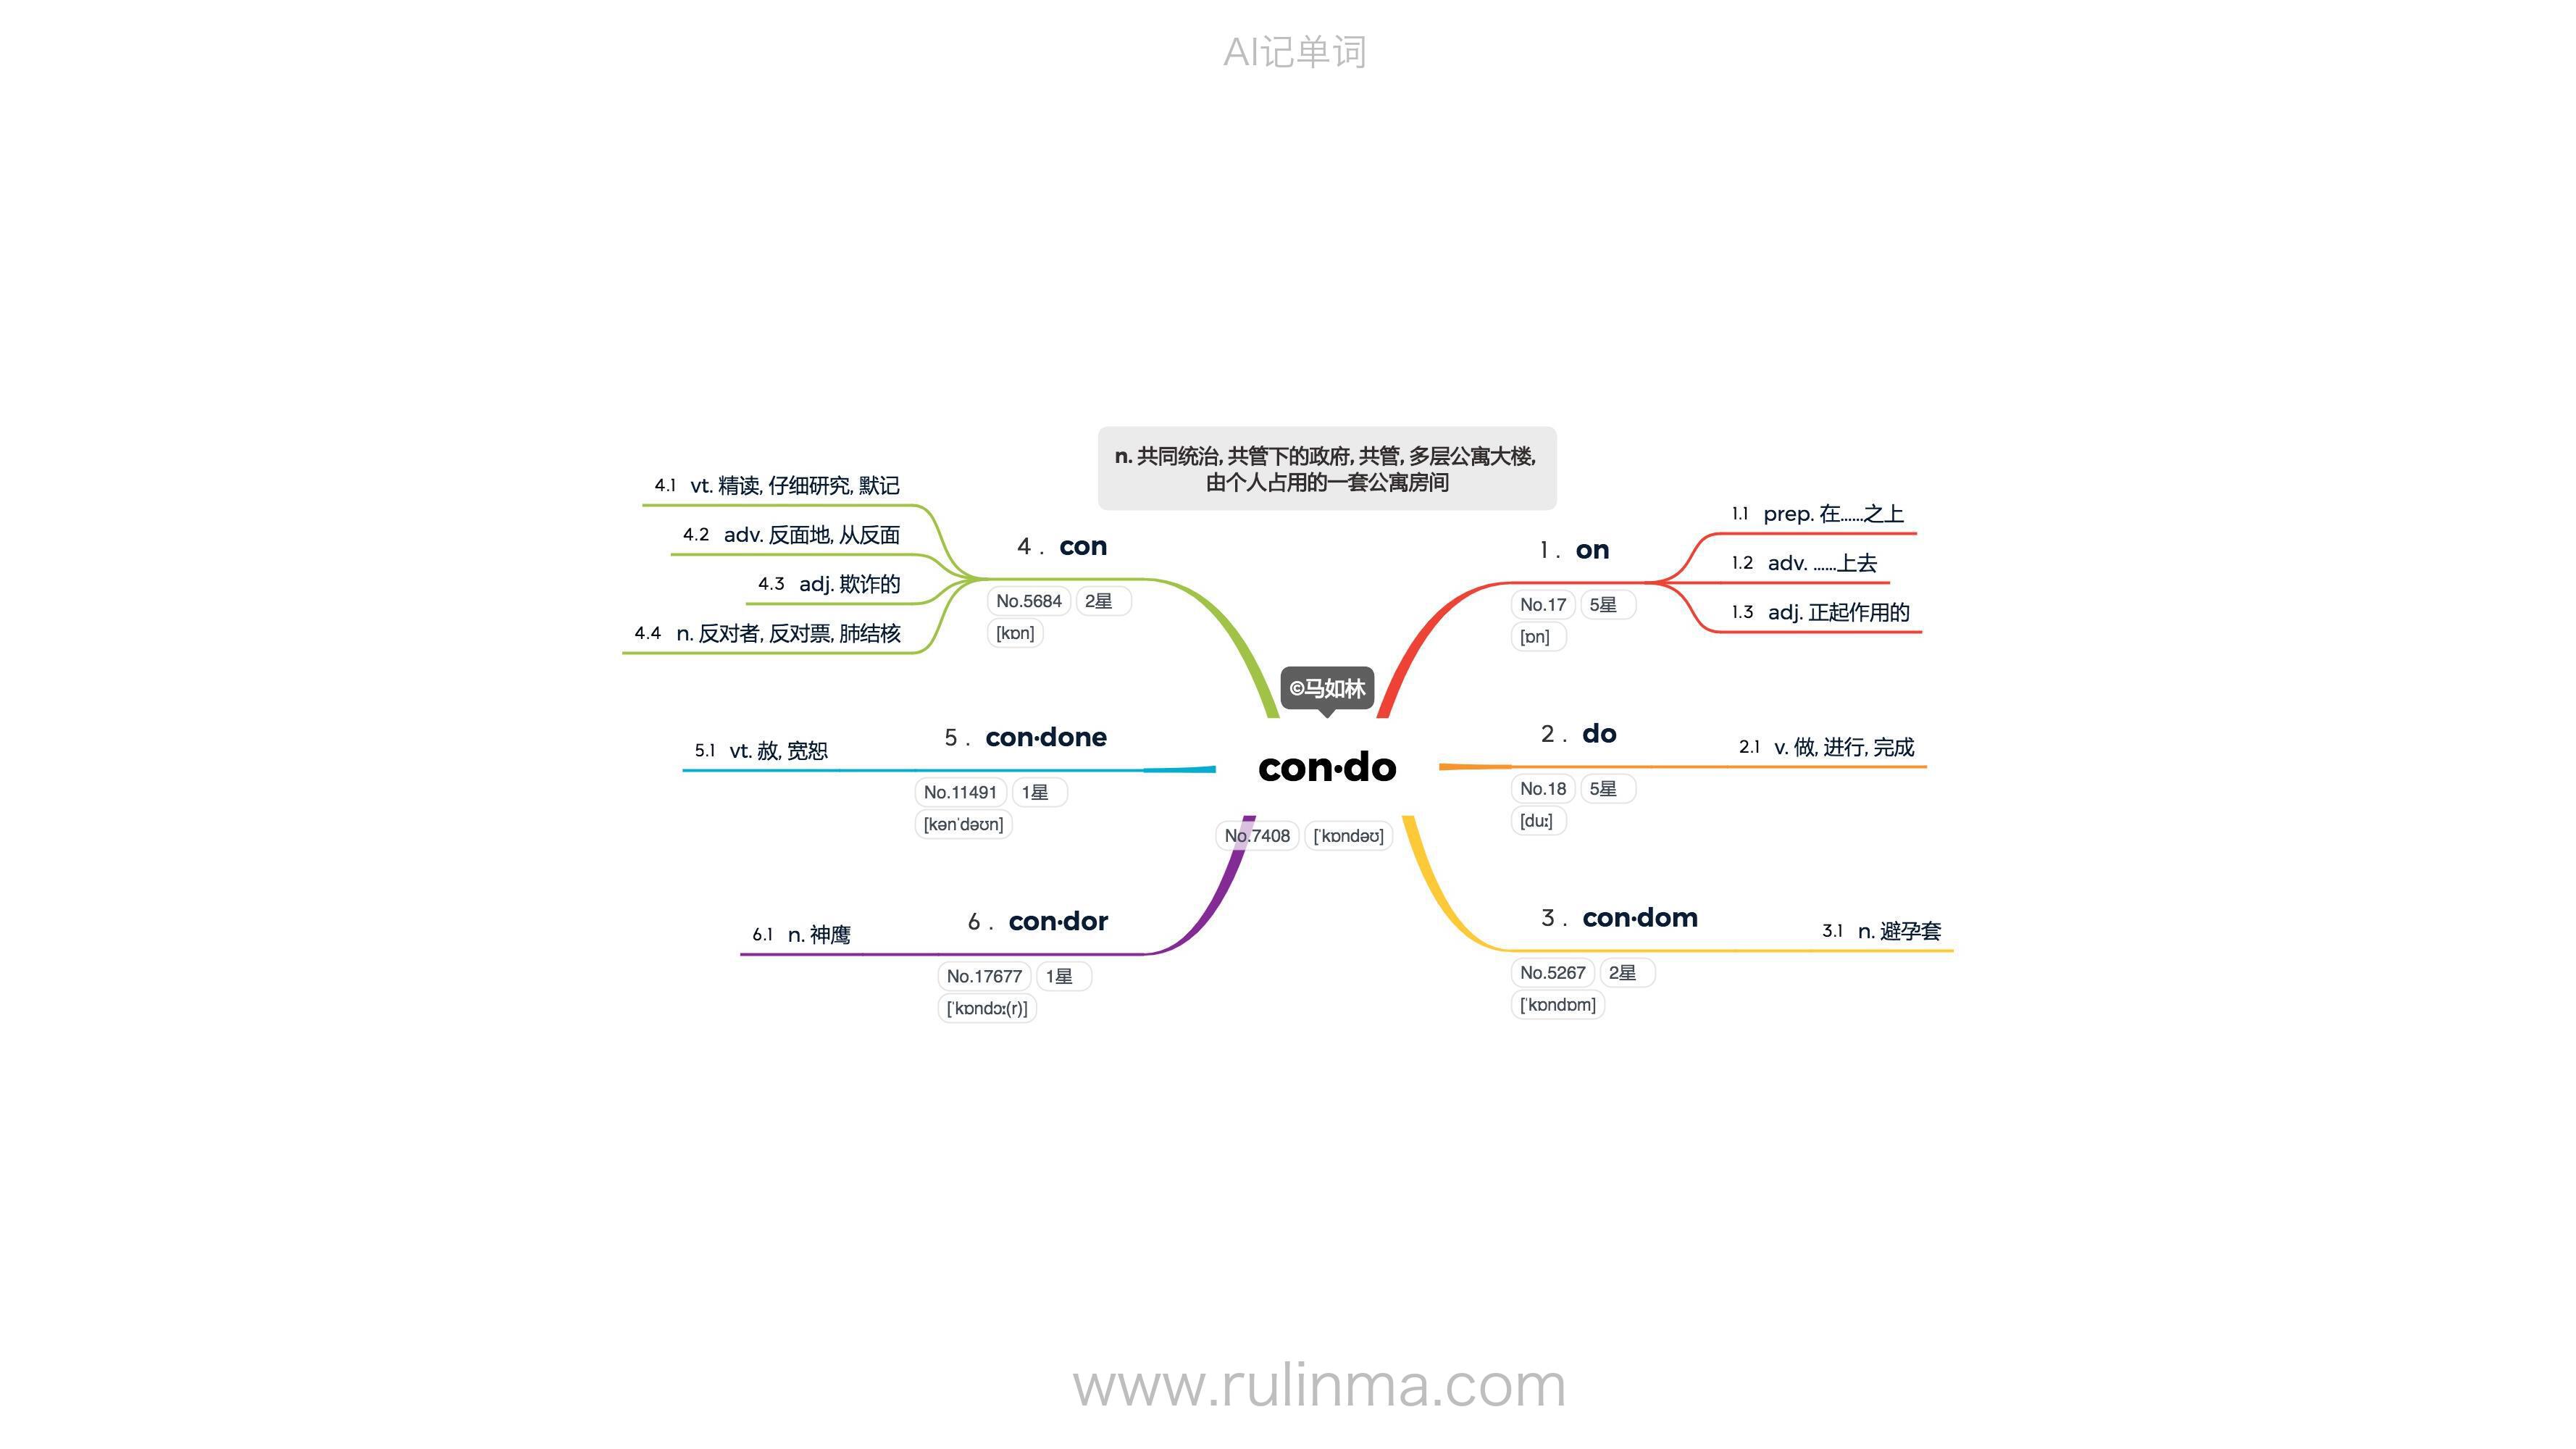 AI记单词
n. 共同统治, 共管下的政府, 共管, 多层公寓大楼,
由个人占用的一套公寓房间
©马如林
con·do
No.7408 [ˈkɒndəʊ]
1 . on
No.17 5星
[ɒn]
1.1 prep. 在……之上
1.2 adv. ……上去
1.3 adj. 正起作用的
2 . do
No.18 5星
[duː]
2.1 v. 做, 进行, 完成
3 . con·dom
No.5267 2星
[ˈkɒndɒm]
3.1 n. 避孕套
4 . con
No.5684 2星
[kɒn]
4.1 vt. 精读, 仔细研究, 默记
4.2 adv. 反面地, 从反面
4.3 adj. 欺诈的
4.4 n. 反对者, 反对票, 肺结核
5 . con·done
No.11491 1星
[kənˈdəʊn]
5.1 vt. 赦, 宽恕
6 . con·dor
No.17677 1星
[ˈkɒndɔː(r)]
6.1 n. 神鹰
www.rulinma.com